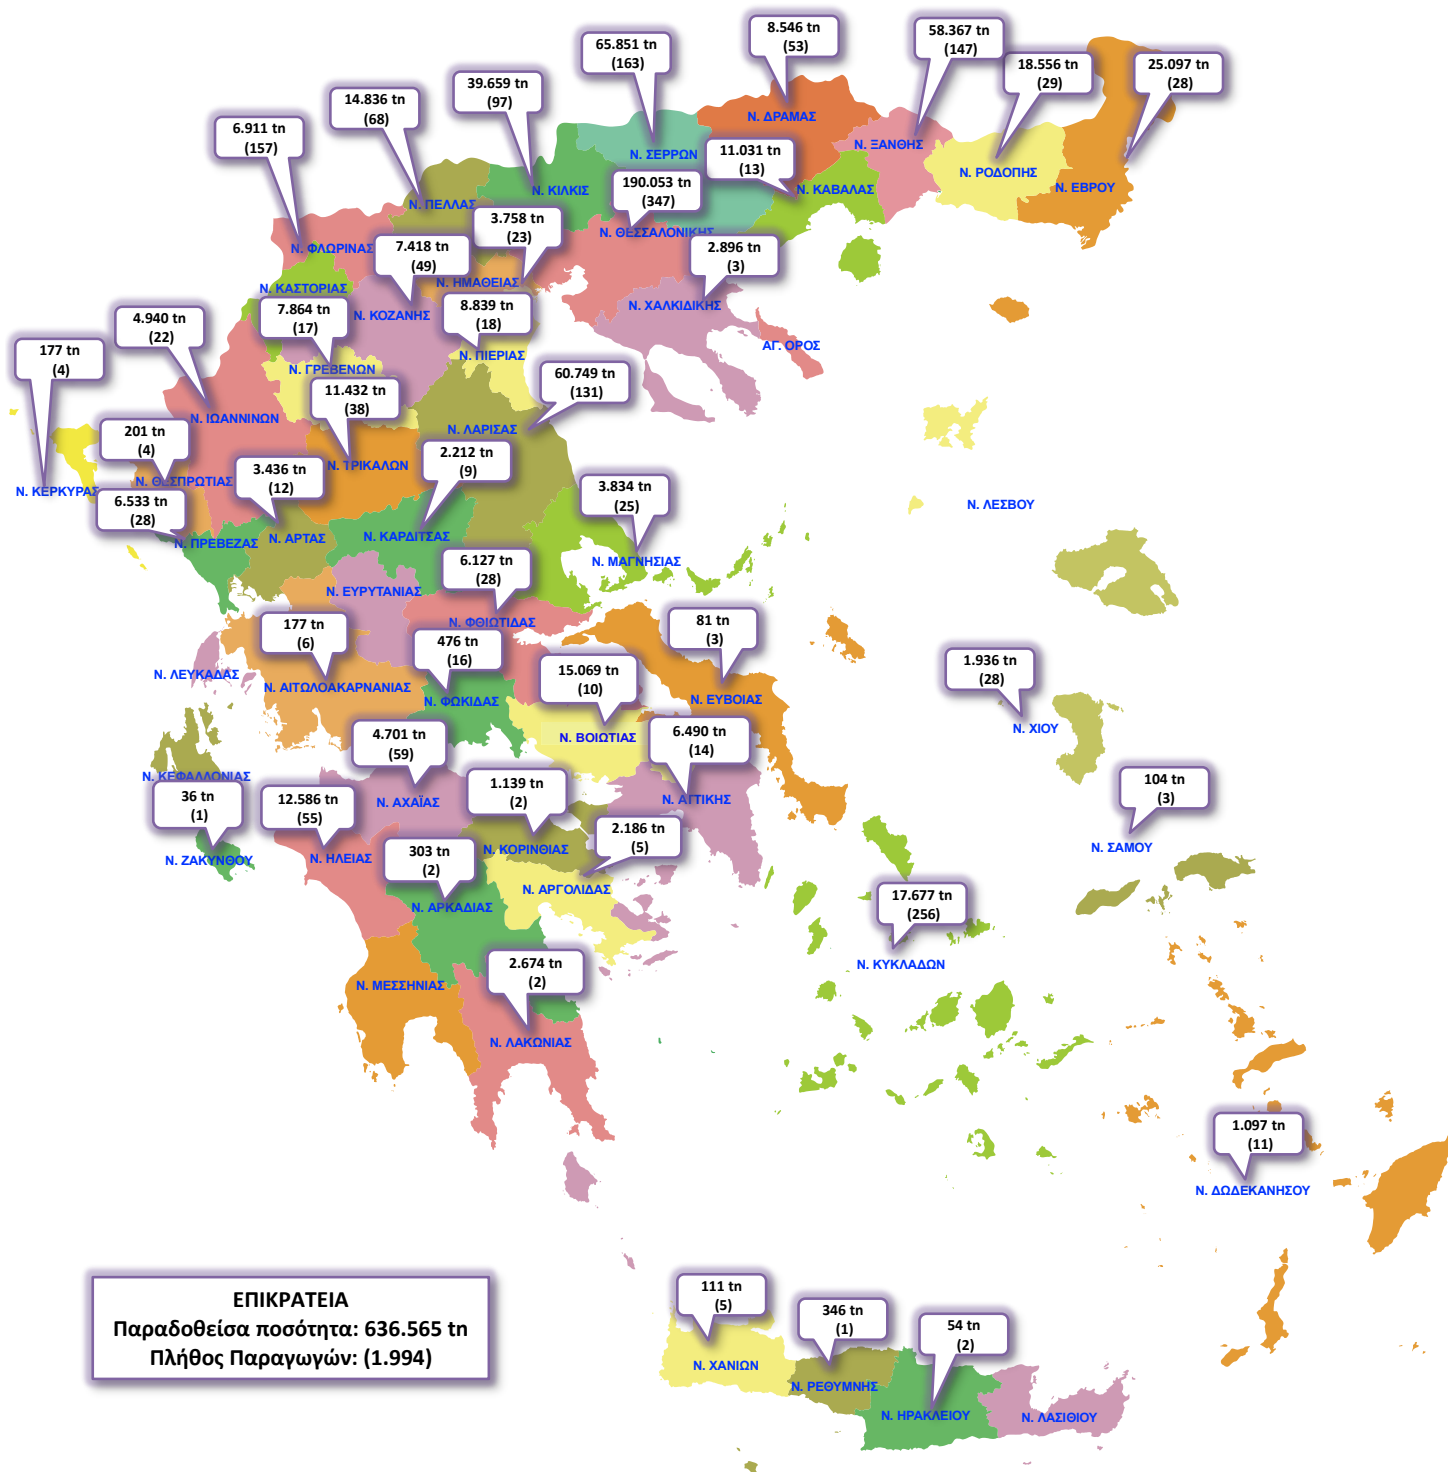 8.546 tn
(53)
58.367 tn
(147)
65.851 tn
(163)
18.556 tn
(29)
25.097 tn
(28)
39.659 tn
(97)
14.836 tn
(68)
6.911 tn
(157)
Ν. ΔΡΑΜΑΣ
Ν. ΞΑΝΘΗΣ
Ν. ΣΕΡΡΩΝ
11.031 tn
(13)
Ν. ΡΟΔΟΠΗΣ
Ν. ΕΒΡΟΥ
Ν. ΚΙΛΚΙΣ
190.053 tn
(347)
Ν. ΚΑΒΑΛΑΣ
Ν. ΠΕΛΛΑΣ
3.758 tn
(23)
Ν. ΘΕΣΣΑΛΟΝΙΚΗΣ
Ν. ΦΛΩΡΙΝΑΣ
7.418 tn
(49)
2.896 tn
(3)
Ν. ΚΑΣΤΟΡΙΑΣ
Ν. ΗΜΑΘΕΙΑΣ
Ν. ΧΑΛΚΙΔΙΚΗΣ
7.864 tn
(17)
Ν. ΚΟΖΑΝΗΣ
8.839 tn
(18)
4.940 tn
(22)
ΑΓ. ΟΡΟΣ
177 tn
(4)
Ν. ΠΙΕΡΙΑΣ
Ν. ΓΡΕΒΕΝΩΝ
60.749 tn
(131)
11.432 tn
(38)
Ν. ΙΩΑΝΝΙΝΩΝ
Ν. ΛΑΡΙΣΑΣ
201 tn
(4)
2.212 tn
(9)
3.436 tn
(12)
Ν. ΤΡΙΚΑΛΩΝ
Ν. ΘΕΣΠΡΩΤΙΑΣ
Ν. ΚΕΡΚΥΡΑΣ
6.533 tn
(28)
3.834 tn
(25)
Ν. ΛΕΣΒΟΥ
Ν. ΠΡΕΒΕΖΑΣ
Ν. ΑΡΤΑΣ
Ν. ΚΑΡΔΙΤΣΑΣ
6.127 tn
(28)
Ν. ΜΑΓΝΗΣΙΑΣ
Ν. ΕΥΡΥΤΑΝΙΑΣ
177 tn
(6)
Ν. ΦΘΙΩΤΙΔΑΣ
81 tn
(3)
476 tn
(16)
Ν. ΛΕΥΚΑΔΑΣ
15.069 tn
(10)
1.936 tn
(28)
Ν. ΑΙΤΩΛΟΑΚΑΡΝΑΝΙΑΣ
Ν. ΦΩΚΙΔΑΣ
Ν. ΕΥΒΟΙΑΣ
Ν. ΧΙΟΥ
Ν. ΒΟΙΩΤΙΑΣ
4.701 tn
(59)
6.490 tn
(14)
Ν. ΚΕΦΑΛΛΟΝΙΑΣ
36 tn
(1)
12.586 tn
(55)
1.139 tn
(2)
104 tn
(3)
Ν. ΑΧΑΪΑΣ
Ν. ΑΤΤΙΚΗΣ
2.186 tn
(5)
Ν. ΖΑΚΥΝΘΟΥ
Ν. ΗΛΕΙΑΣ
303 tn
(2)
Ν. ΚΟΡΙΝΘΙΑΣ
Ν. ΣΑΜΟΥ
Ν. ΑΡΓΟΛΙΔΑΣ
17.677 tn
(256)
Ν. ΑΡΚΑΔΙΑΣ
Ν. ΚΥΚΛΑΔΩΝ
2.674 tn
(2)
Ν. ΜΕΣΣΗΝΙΑΣ
Ν. ΛΑΚΩΝΙΑΣ
1.097 tn
(11)
Ν. ΔΩΔΕΚΑΝΗΣΟΥ
ΕΠΙΚΡΑΤΕΙΑ
Παραδοθείσα ποσότητα: 636.565 tn
Πλήθος Παραγωγών: (1.994)
111 tn
(5)
346 tn
(1)
54 tn
(2)
Ν. ΧΑΝΙΩΝ
Ν. ΡΕΘΥΜΝΗΣ
Ν. ΗΡΑΚΛΕΙΟΥ
Ν. ΛΑΣΙΘΙΟΥ